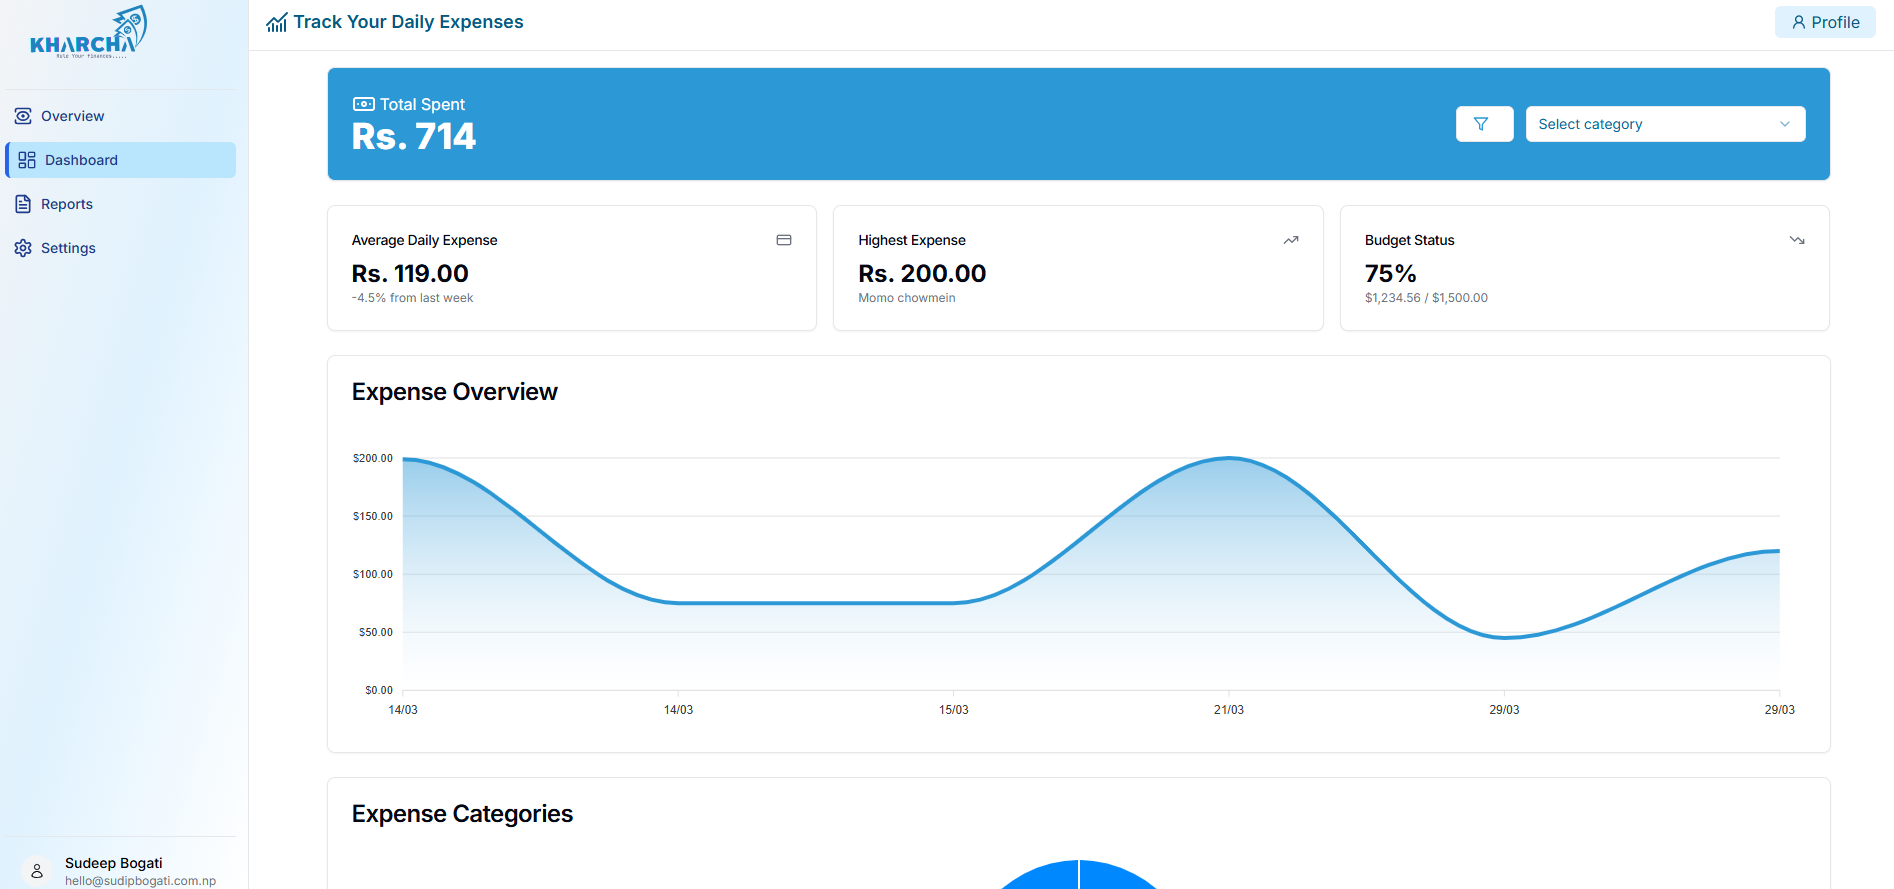 KHARCHA
Rule Your Finances.....
Overview
Dashboard
Reports
Settings
Sudeep Bogati
hello@sudipbogati.com.np
Track Your Daily Expenses
Profile
Total Spent
Rs. 714
Select category
Average Daily Expense
Rs. 119.00
-4.5% from last week
Highest Expense
Rs. 200.00
Momo chowmein
Budget Status
75%
$1,234.56 / $1,500.00
Expense Overview
$200.00
$150.00
$100.00
$50.00
$0.00
14/03 14/03 15/03 21/03 29/03 29/03
Expense Categories